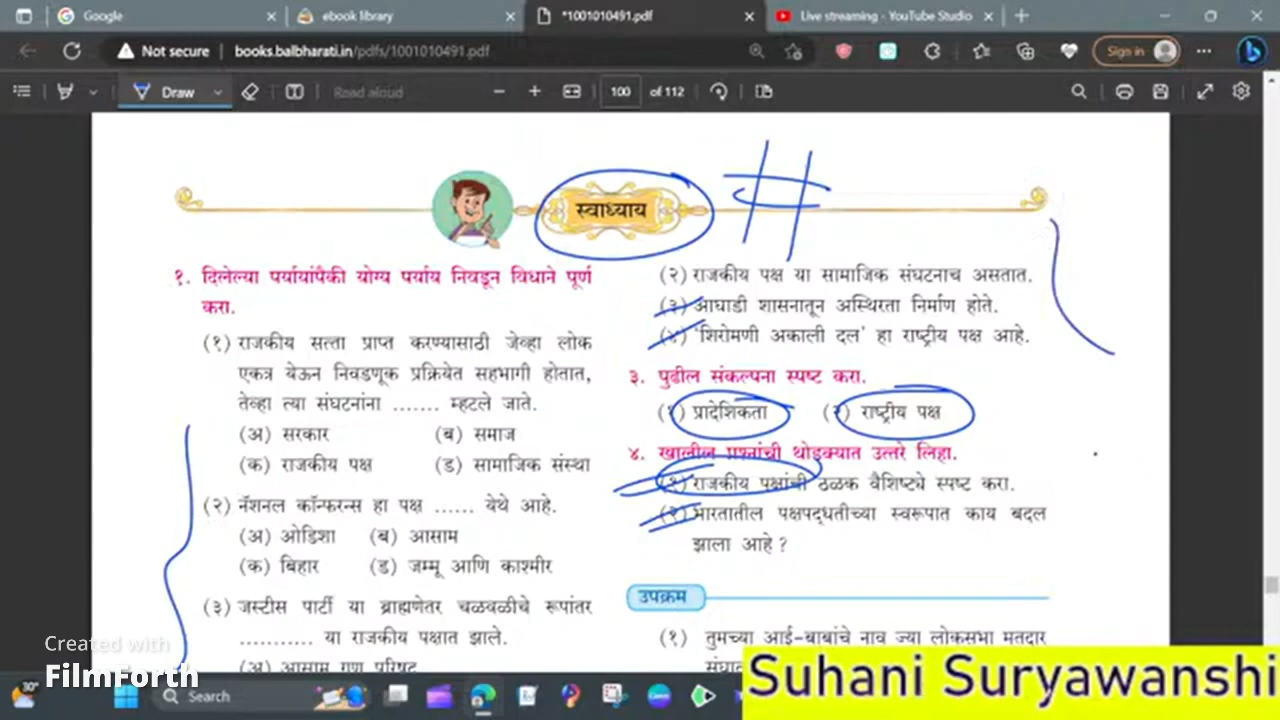 Google
ebook library
*1001010491.pdf
Live streaming - YouTube Studio
Not secure
books.balbharati.in/pdfs/1001010491.pdf
Sign in
Draw
Read aloud
100 of 112
स्वाध्याय
१. दिलेल्या पर्यायांपैकी योग्य पर्याय निवडून विधाने पूर्ण
करा.
(१) राजकीय सत्ता प्राप्त करण्यासाठी जेव्हा लोक
एकत्र येऊन निवडणूक प्रक्रियेत सहभागी होतात,
तेव्हा त्या संघटनांना ....... म्हटले जाते.
(अ) सरकार (ब) समाज
(क) राजकीय पक्ष (ड) सामाजिक संस्था
(२) नॅशनल कॉन्फरन्स हा पक्ष ...... येथे आहे.
(अ) ओडिशा (ब) आसाम
(क) बिहार (ड) जम्मू आणि काश्मीर
(३) जस्टीस पार्टी या ब्राह्मणेतर चळवळीचे रूपांतर
........... या राजकीय पक्षात झाले.
(अ) आसाम गण परिषद
(२) राजकीय पक्ष या सामाजिक संघटनाच असतात.
(३) आघाडी शासनातून अस्थिरता निर्माण होते.
(४) 'शिरोमणी अकाली दल' हा राष्ट्रीय पक्ष आहे.
३. पुढील संकल्पना स्पष्ट करा.
(१) प्रादेशिकता (२) राष्ट्रीय पक्ष
४. खालील प्रश्नांची थोडक्यात उत्तरे लिहा.
(१) राजकीय पक्षांची ठळक वैशिष्ट्ये स्पष्ट करा.
(२) भारतातील पक्षपद्धतीच्या स्वरूपात काय बदल
झाला आहे ?
उपक्रम
(१) तुमच्या आई-बाबांचे नाव ज्या लोकसभा मतदार
Created with
FilmForth
Suhani Suryawanshi
30°
Search